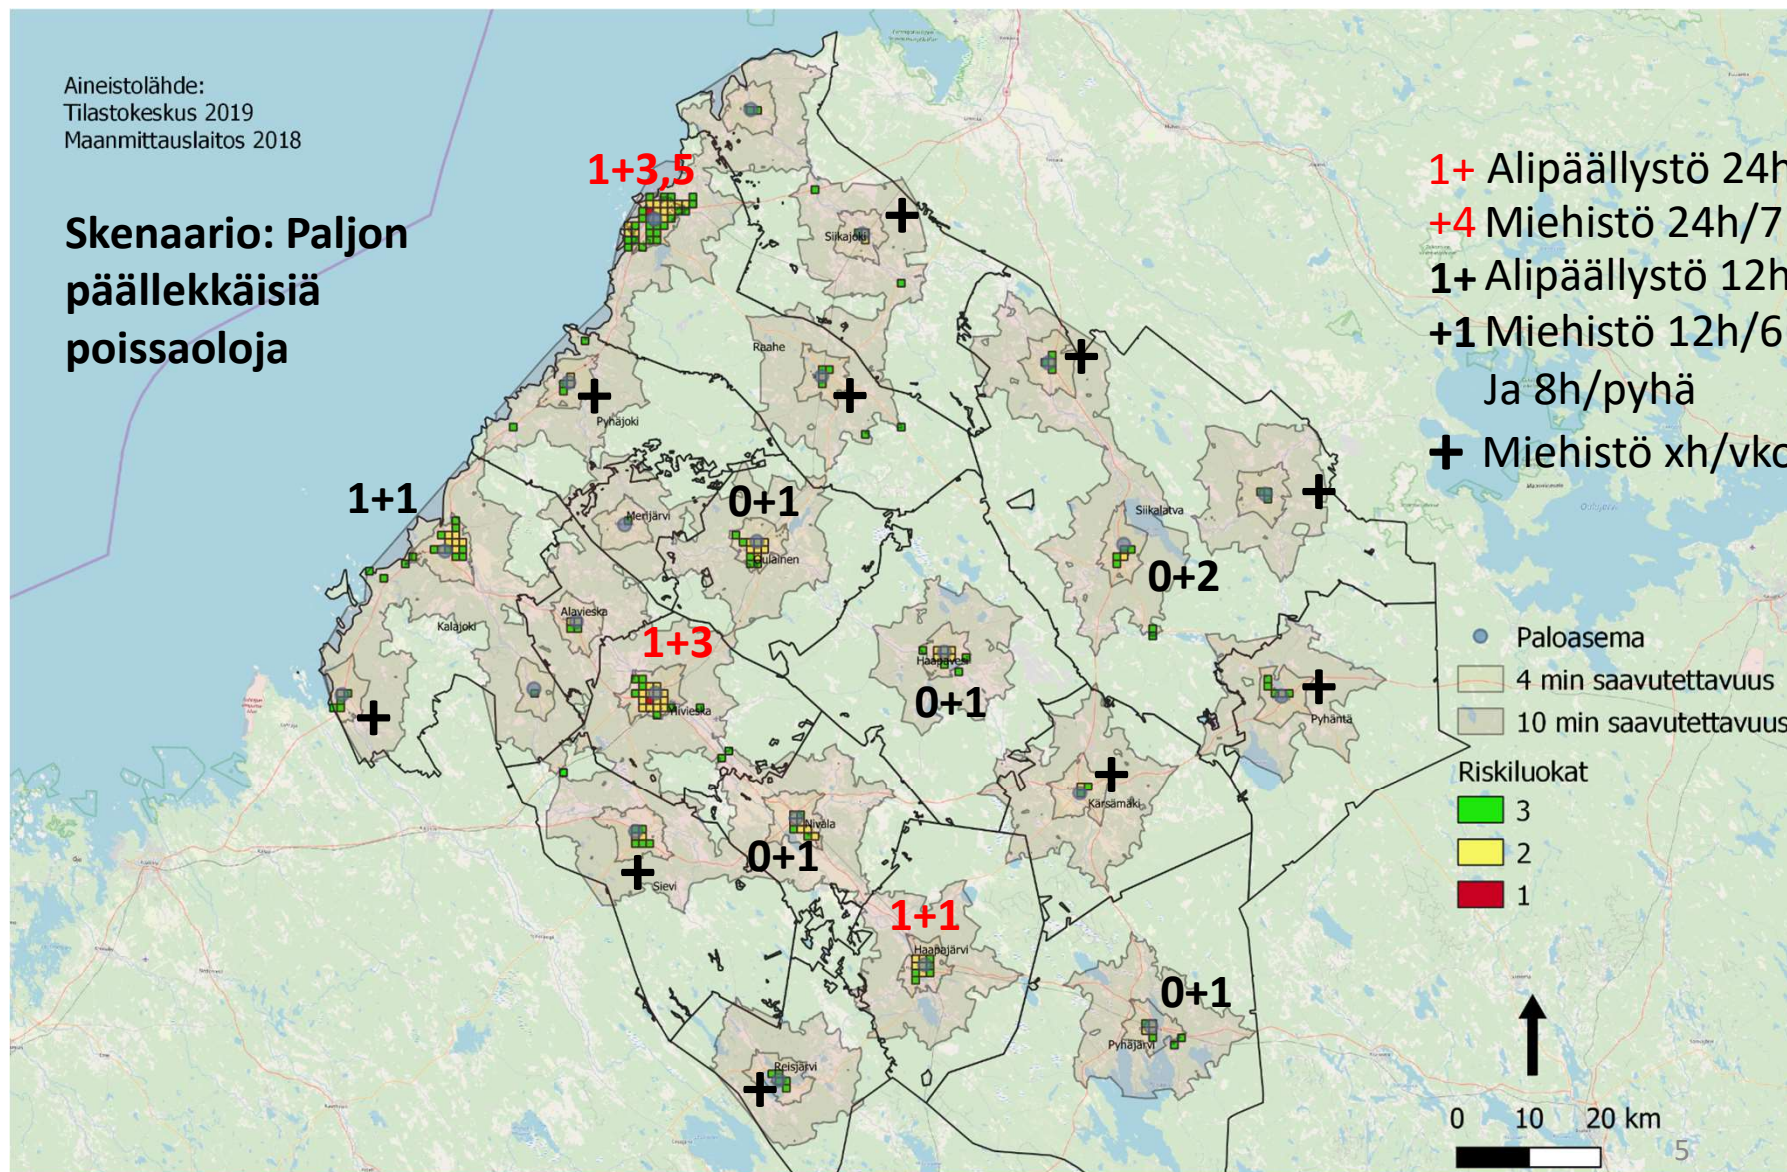 Aineistolähde:
Tilastokeskus 2019
Maanmittauslaitos 2018
Skenaario: Paljon
päällekkäisiä
poissaoloja
1+ Alipäällystö 24h
+4 Miehistö 24h/7
1+ Alipäällystö 12h
+1 Miehistö 12h/6
Ja 8h/pyhä
+ Miehistö xh/vko
1+3,5
+
Siikajoki
Raahe
+
+
+
Pyhäjoki
1+1
Merijärvi
0+1
Oulainen
Siikalatva
+
0+2
Alavieska
Kalajoki
1+3
Ylivieska
Haapavesi
0+1
+
+
Pyhäntä
+
Kärsämäki
Nivala
0+1
+
Sievi
1+1
Haapajärvi
0+1
Pyhäjärvi
Reisjärvi
+
Paloasema
4 min saavutettavuus
10 min saavutettavuus
Riskiluokat
3
2
1
0 10 20 km
5